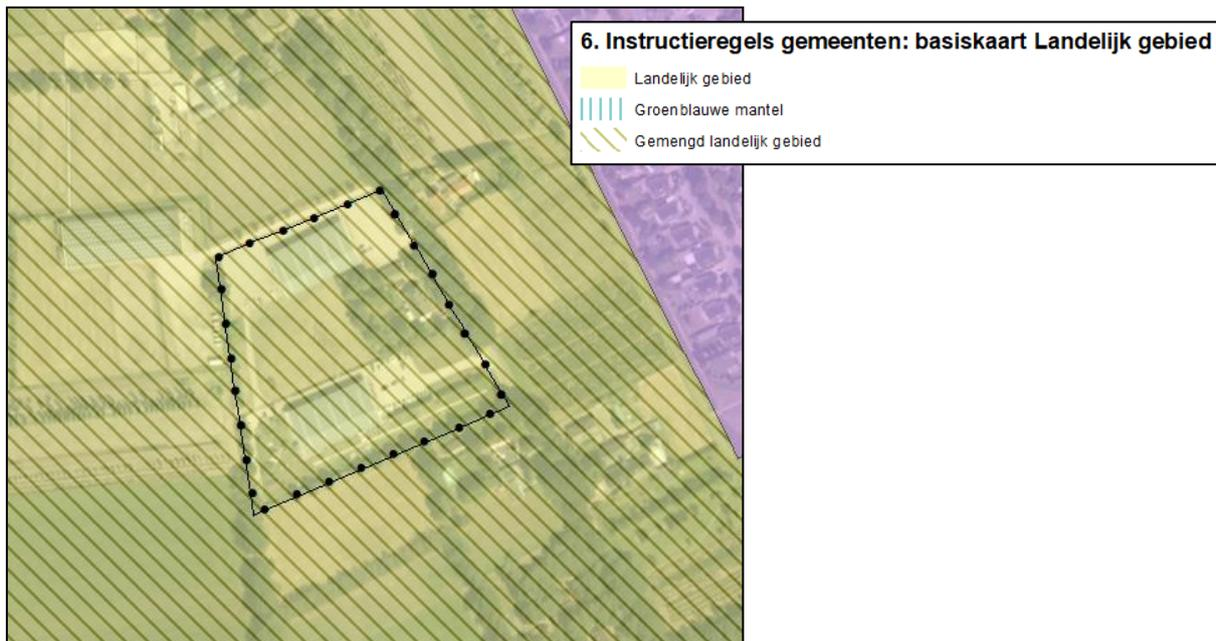 6. Instructieregels gemeenten: basiskaart Landelijk gebied
Landelijk gebied
Groenblauwe mantel
Gemengd landelijk gebied